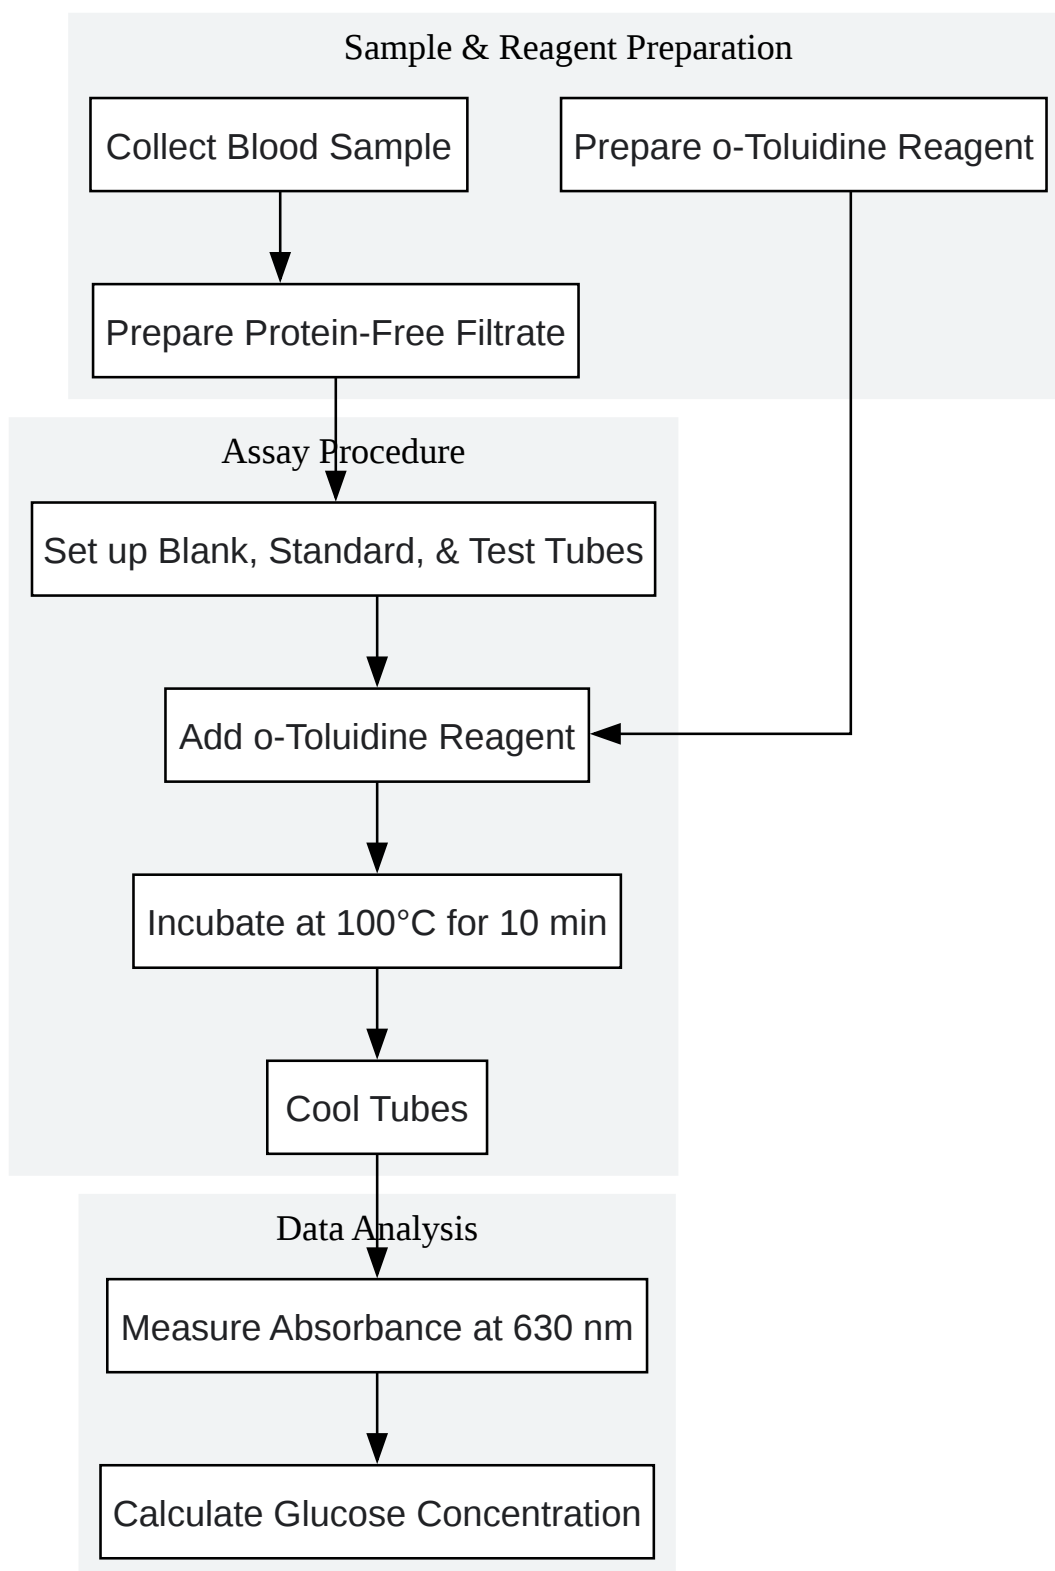 Sample & Reagent Preparation
Collect Blood Sample
Prepare o-Toluidine Reagent
Prepare Protein-Free Filtrate
Assay Procedure
Set up Blank, Standard, & Test Tubes
Add o-Toluidine Reagent
Incubate at 100°C for 10 min
Cool Tubes
Data Analysis
Measure Absorbance at 630 nm
Calculate Glucose Concentration